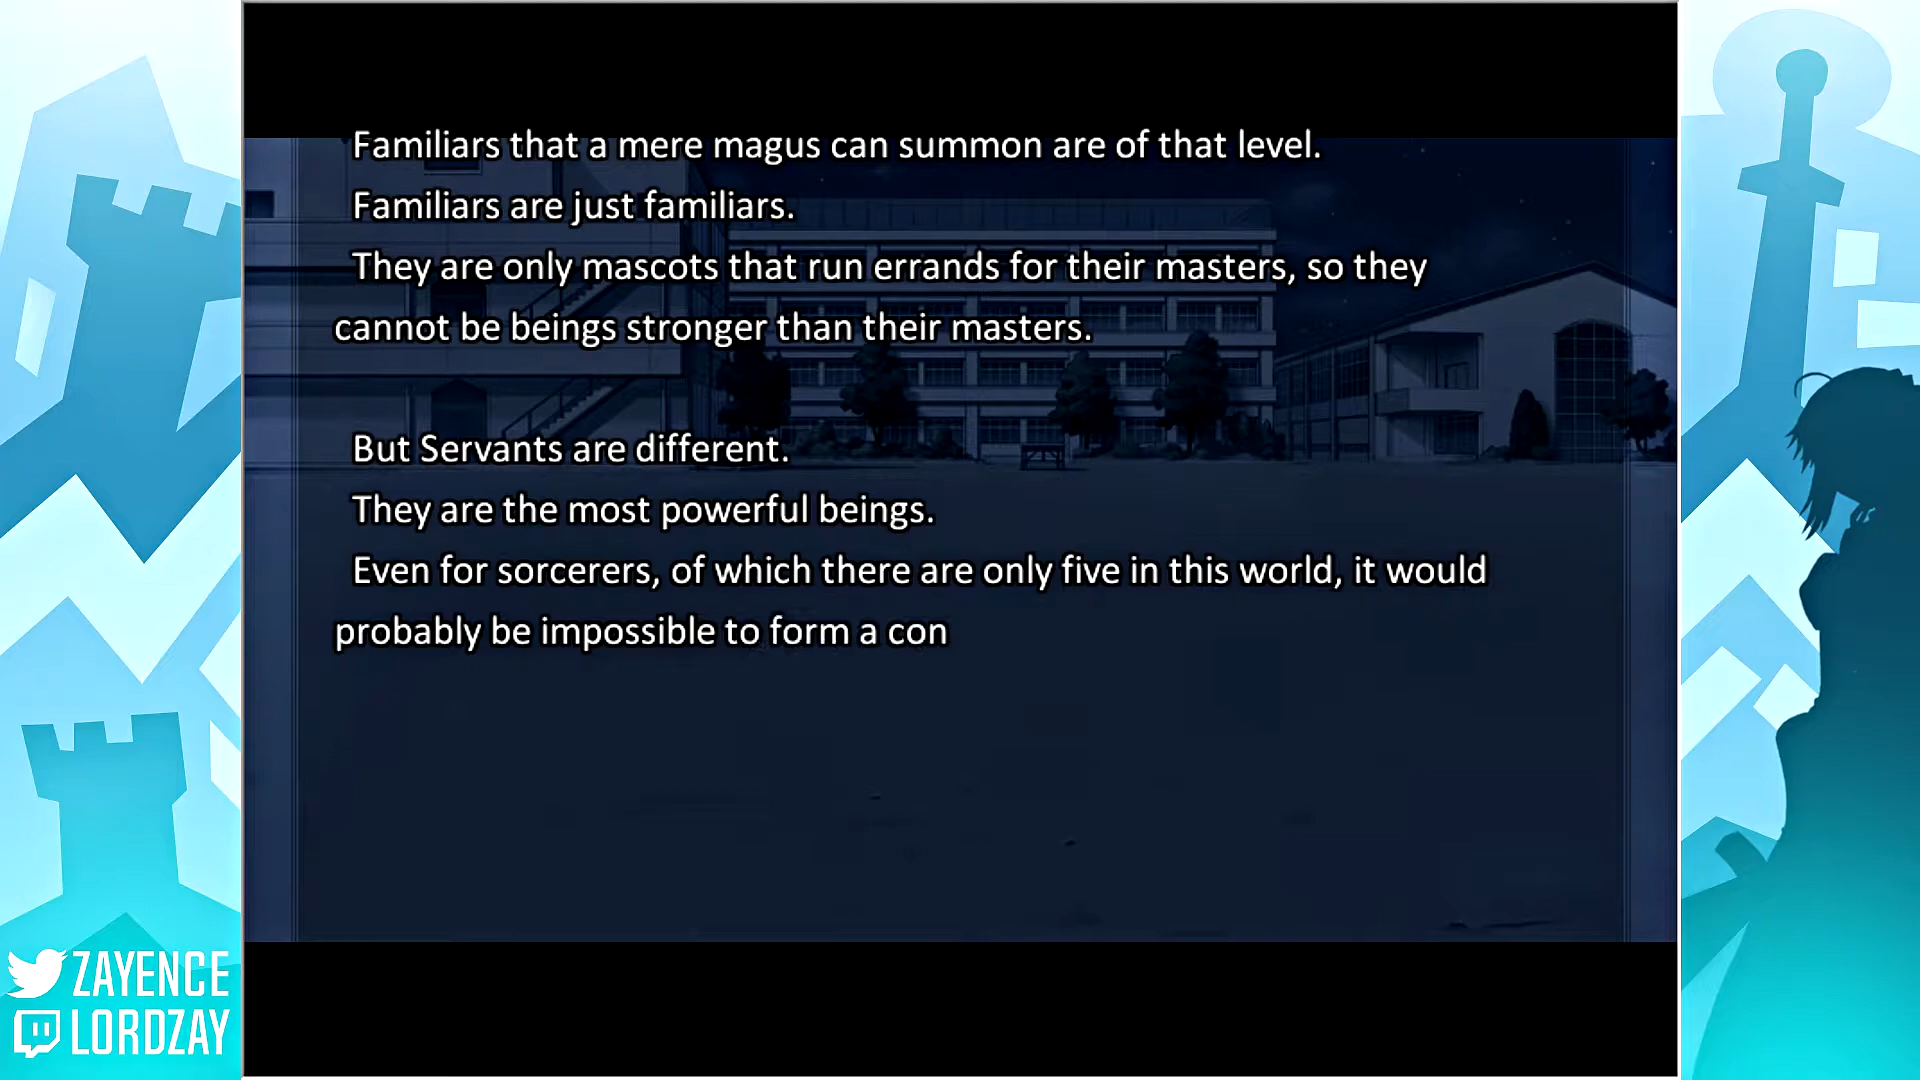 Familiars that a mere magus can summon are of that level.
Familiars are just familiars.
They are only mascots that run errands for their masters, so they
cannot be beings stronger than their masters.
But Servants are different.
They are the most powerful beings.
Even for sorcerers, of which there are only five in this world, it would
probably be impossible to form a con
ZAYENCE
LORDZAY